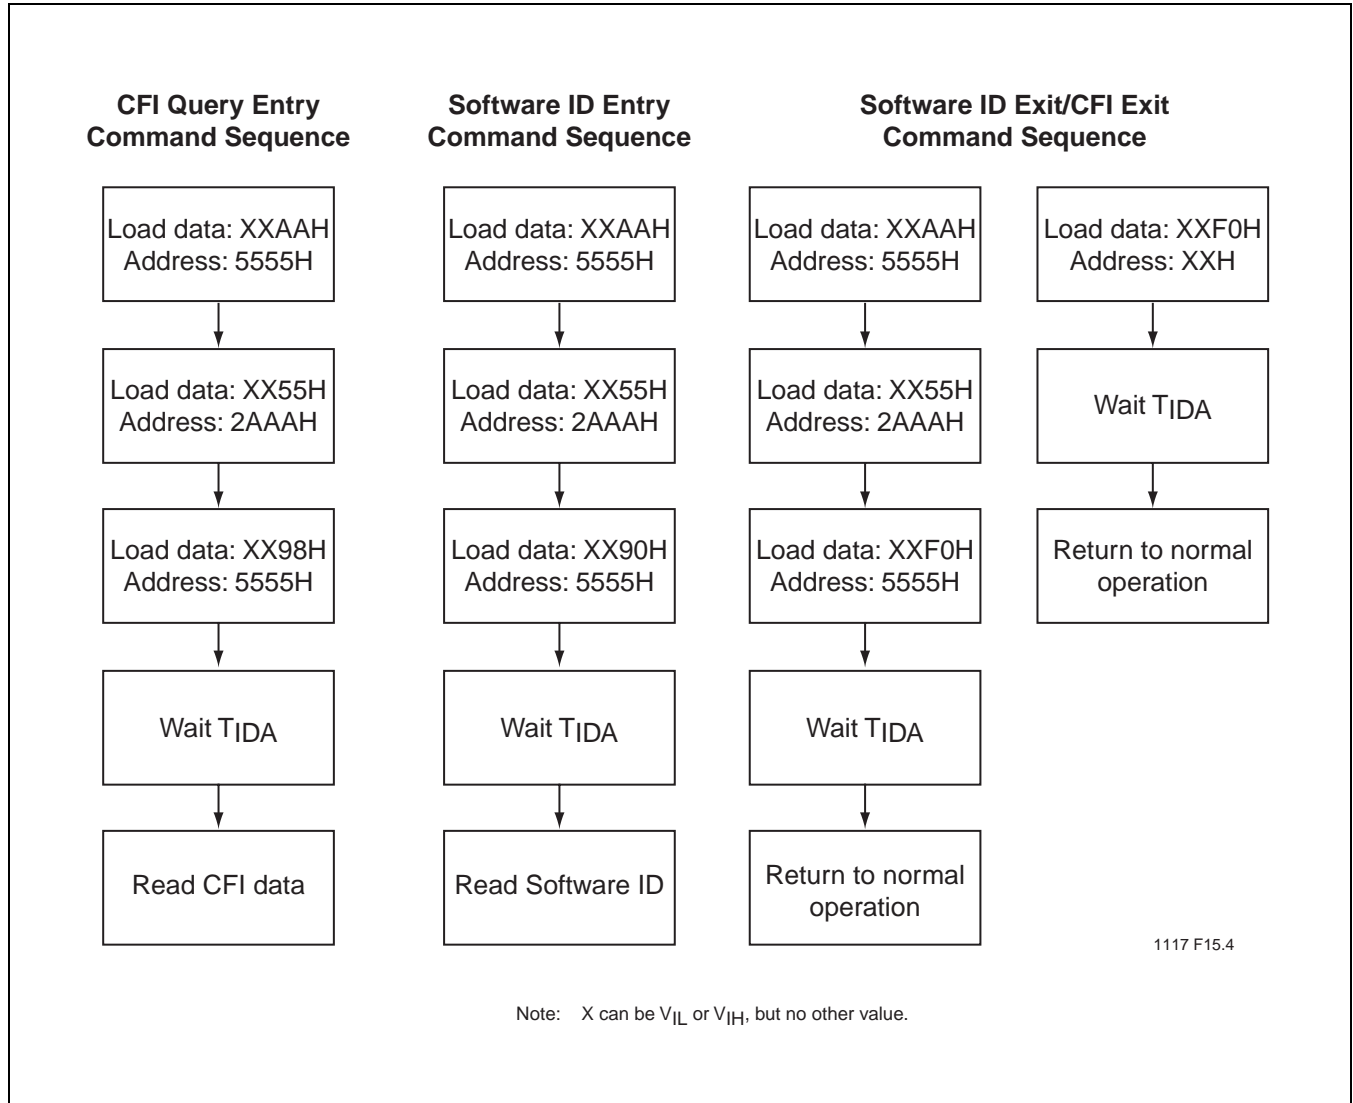 CFI Query Entry
Command Sequence
Load data: XXAAH
Address: 5555H
Load data: XX55H
Address: 2AAAH
Load data: XX98H
Address: 5555H
Wait TIDA
Read CFI data
Software ID Entry
Command Sequence
Load data: XXAAH
Address: 5555H
Load data: XX55H
Address: 2AAAH
Load data: XX90H
Address: 5555H
Wait TIDA
Read Software ID
Software ID Exit/CFI Exit
Command Sequence
Load data: XXAAH
Address: 5555H
Load data: XX55H
Address: 2AAAH
Load data: XXF0H
Address: 5555H
Wait TIDA
Return to normal
operation
Load data: XXF0H
Address: XXH
Wait TIDA
Return to normal
operation
1117 F15.4
Note: X can be VIL or VIH, but no other value.